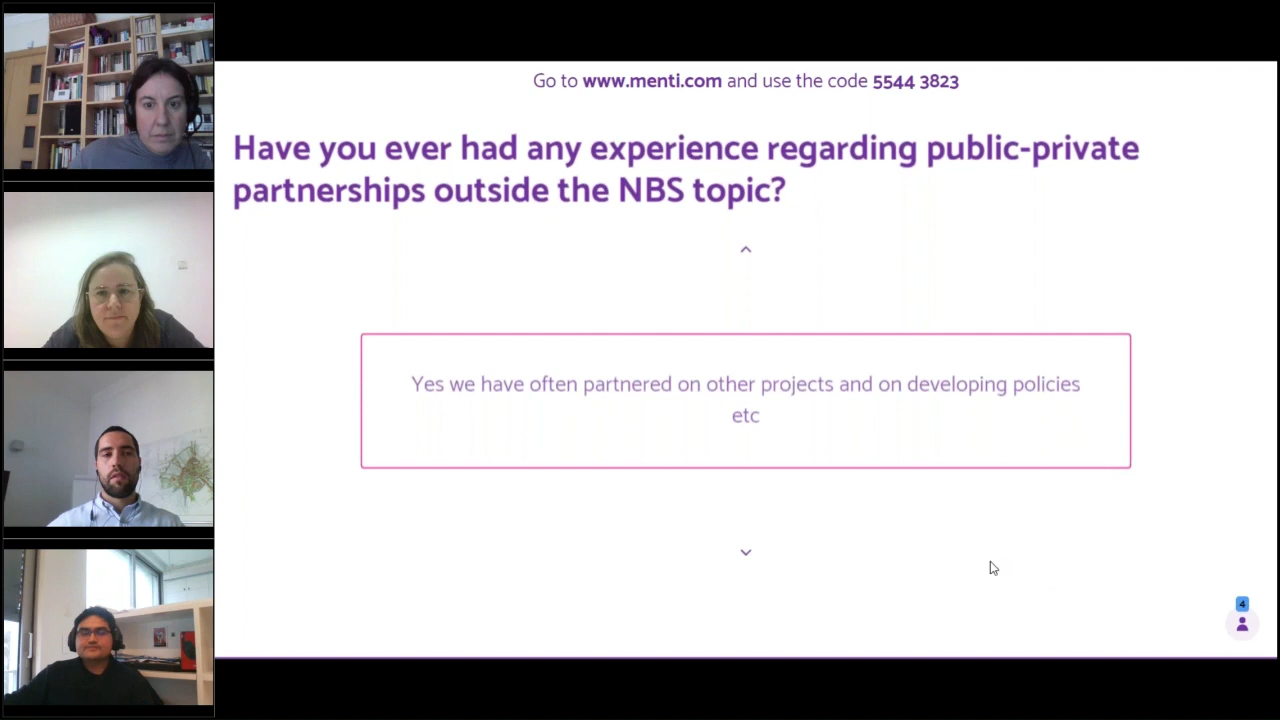 Go to www.menti.com and use the code 5544 3823
Have you ever had any experience regarding public-private
partnerships outside the NBS topic?
Yes we have often partnered on other projects and on developing policies
etc
4